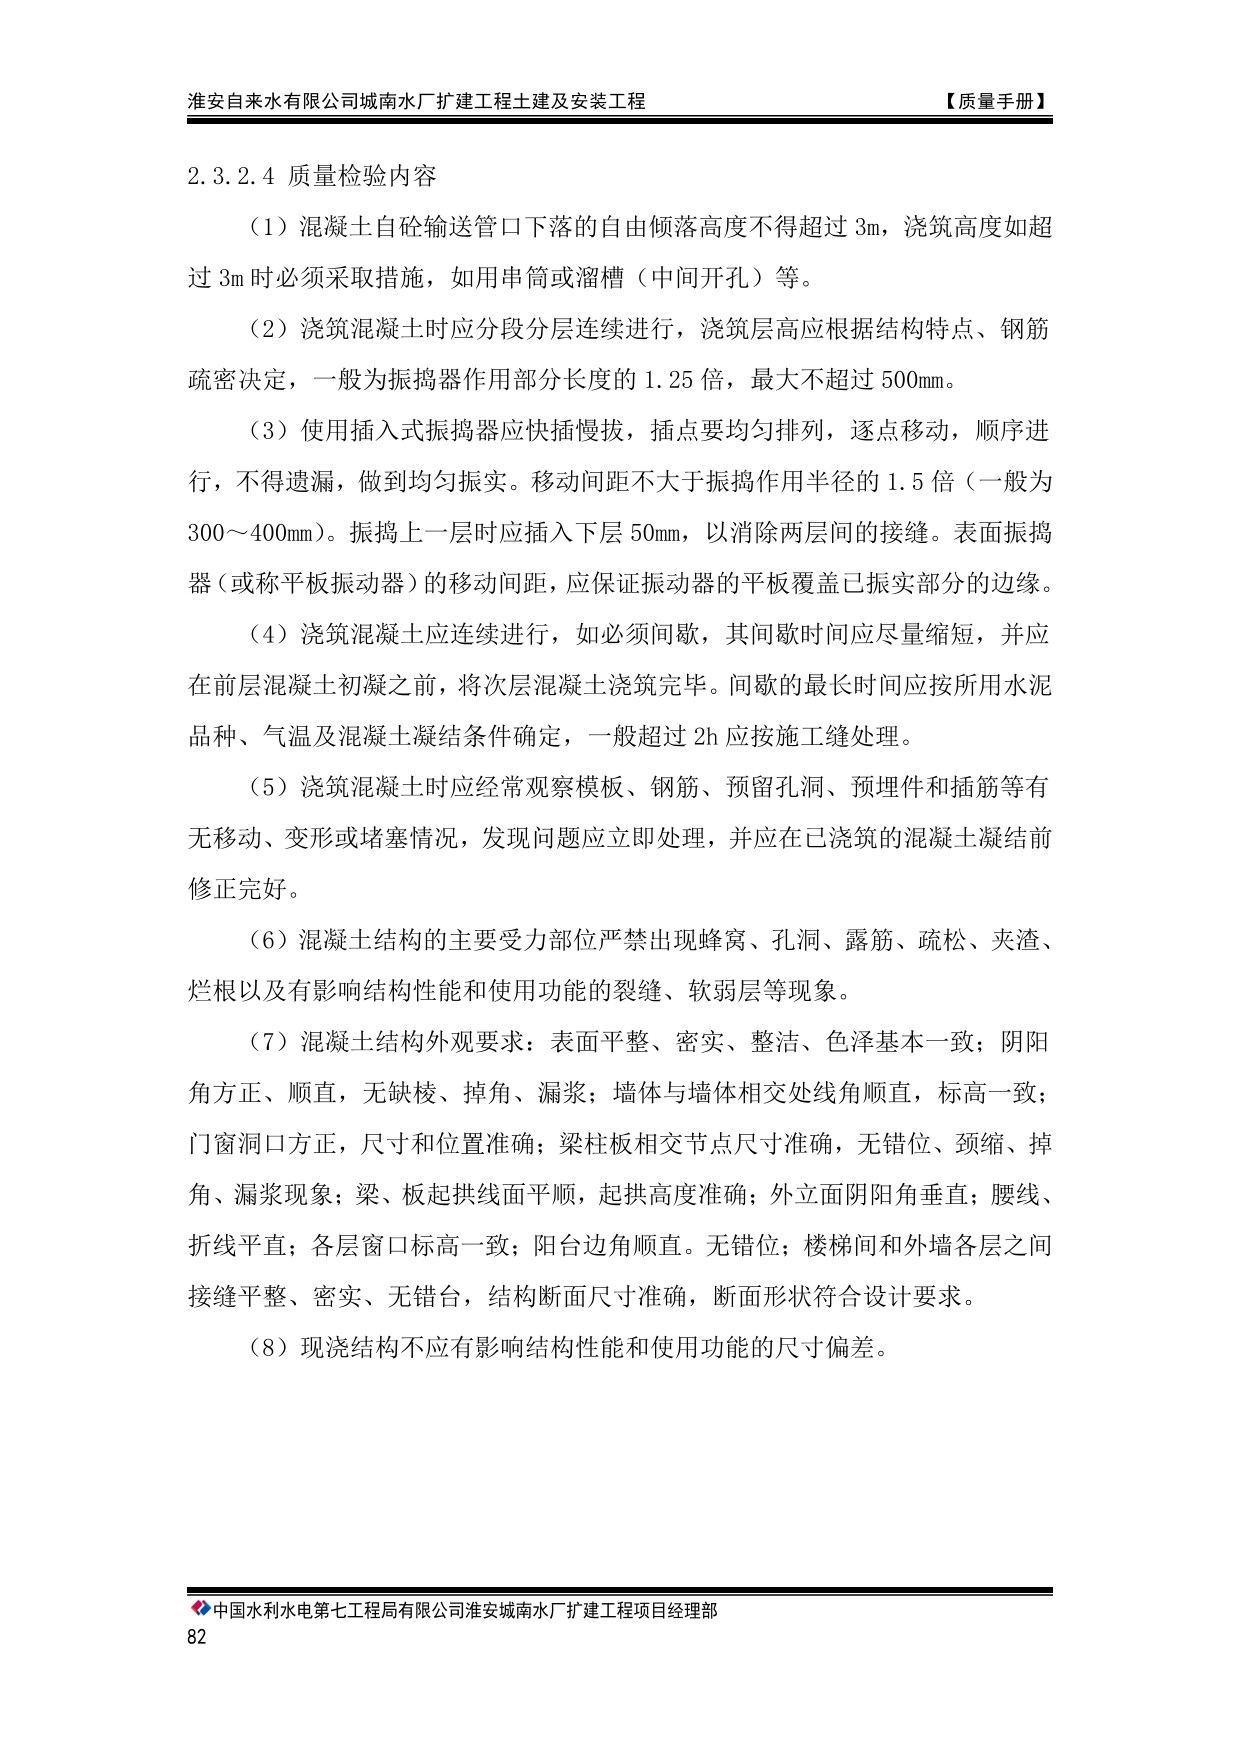 淮安自来水有限公司城南水厂扩建工程土建及安装工程 【质量手册】
2.3.2.4 质量检验内容
（1）混凝土自砼输送管口下落的自由倾落高度不得超过 3m，浇筑高度如超
过 3m 时必须采取措施，如用串筒或溜槽（中间开孔）等。
（2）浇筑混凝土时应分段分层连续进行，浇筑层高应根据结构特点、钢筋
疏密决定，一般为振捣器作用部分长度的 1.25 倍，最大不超过 500mm。
（3）使用插入式振捣器应快插慢拔，插点要均匀排列，逐点移动，顺序进
行，不得遗漏，做到均匀振实。移动间距不大于振捣作用半径的 1.5 倍（一般为
300～400mm）。振捣上一层时应插入下层 50mm，以消除两层间的接缝。表面振捣
器（或称平板振动器）的移动间距，应保证振动器的平板覆盖已振实部分的边缘。
（4）浇筑混凝土应连续进行，如必须间歇，其间歇时间应尽量缩短，并应
在前层混凝土初凝之前，将次层混凝土浇筑完毕。间歇的最长时间应按所用水泥
品种、气温及混凝土凝结条件确定，一般超过 2h 应按施工缝处理。
（5）浇筑混凝土时应经常观察模板、钢筋、预留孔洞、预埋件和插筋等有
无移动、变形或堵塞情况，发现问题应立即处理，并应在已浇筑的混凝土凝结前
修正完好。
（6）混凝土结构的主要受力部位严禁出现蜂窝、孔洞、露筋、疏松、夹渣、
烂根以及有影响结构性能和使用功能的裂缝、软弱层等现象。
（7）混凝土结构外观要求：表面平整、密实、整洁、色泽基本一致；阴阳
角方正、顺直，无缺棱、掉角、漏浆；墙体与墙体相交处线角顺直，标高一致；
门窗洞口方正，尺寸和位置准确；梁柱板相交节点尺寸准确，无错位、颈缩、掉
角、漏浆现象；梁、板起拱线面平顺，起拱高度准确；外立面阴阳角垂直；腰线、
折线平直；各层窗口标高一致；阳台边角顺直。无错位；楼梯间和外墙各层之间
接缝平整、密实、无错台，结构断面尺寸准确，断面形状符合设计要求。
（8）现浇结构不应有影响结构性能和使用功能的尺寸偏差。
中国水利水电第七工程局有限公司淮安城南水厂扩建工程项目经理部
82